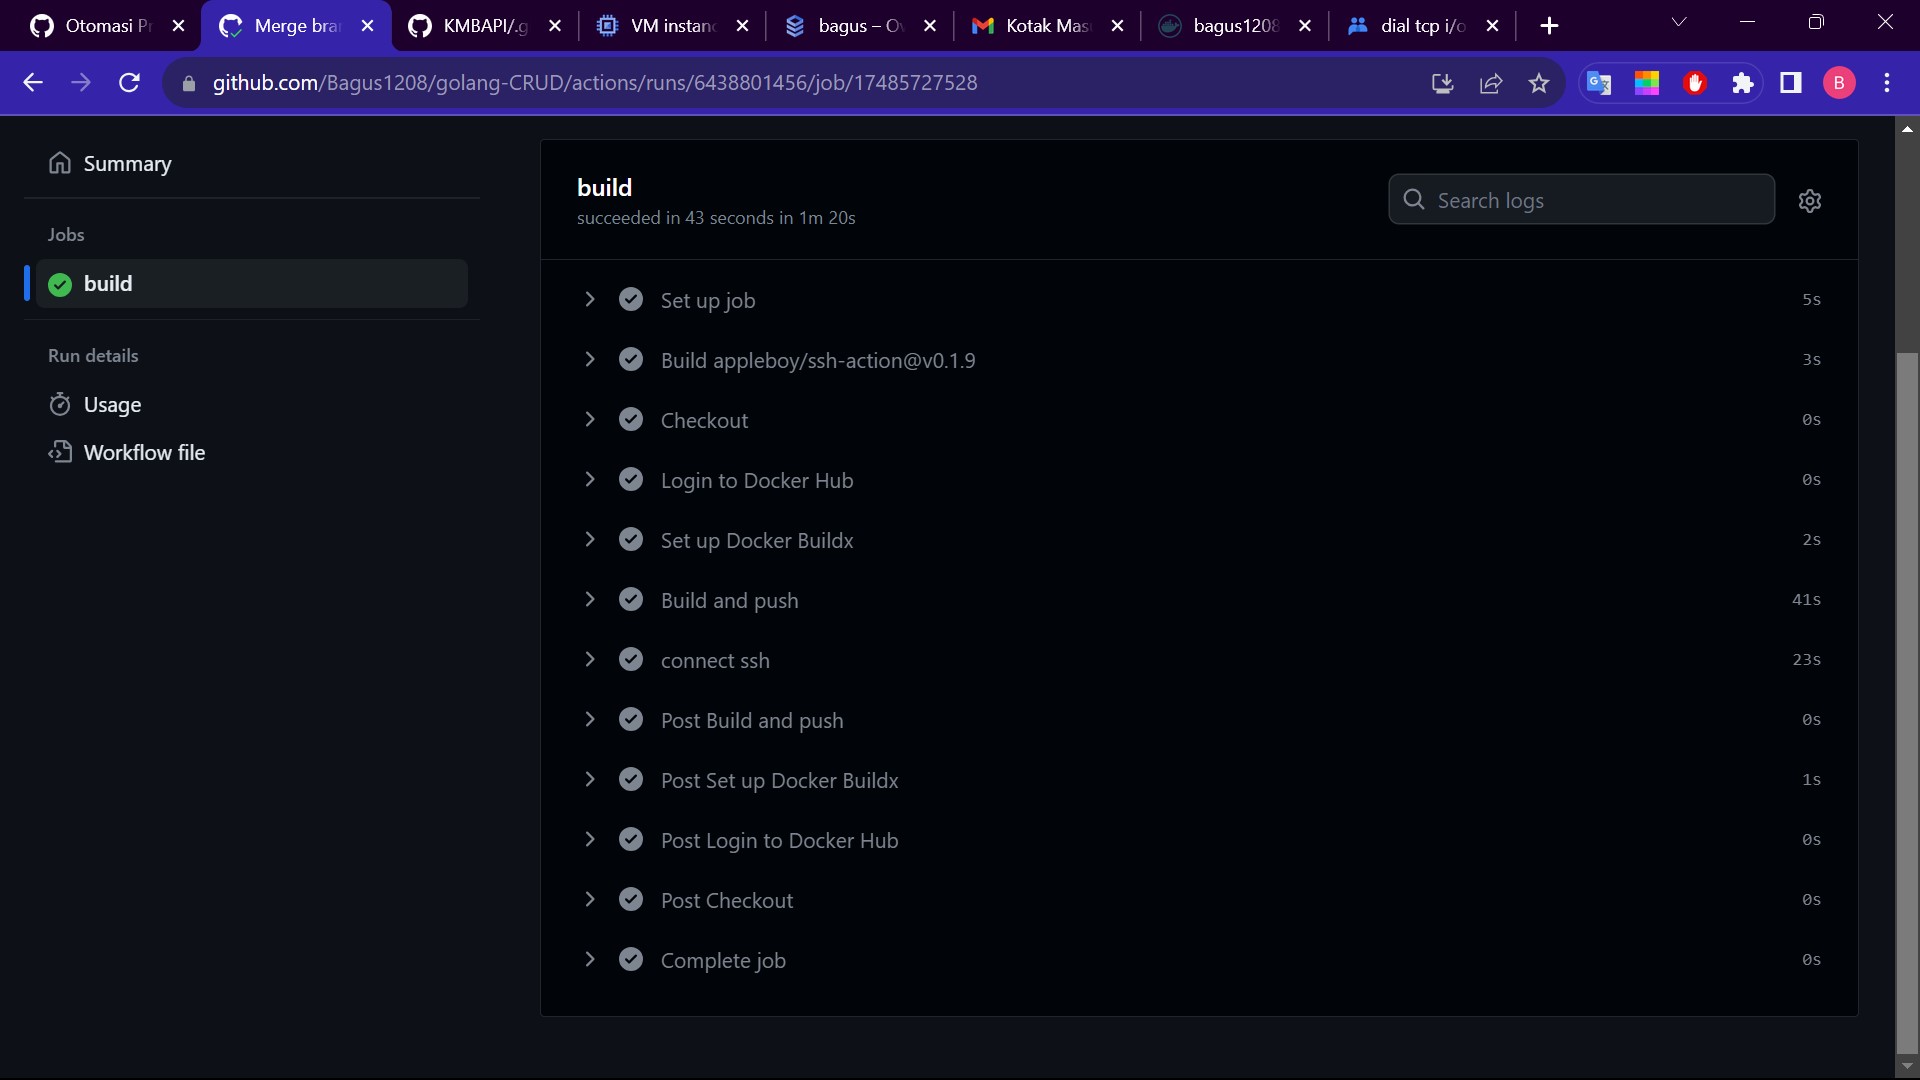 Otomasi Pr
Merge bran
KMBAPI/.g
VM instanc
bagus – Ov
Kotak Mas
bagus1208
dial tcp i/o
github.com/Bagus1208/golang-CRUD/actions/runs/6438801456/job/17485727528
B
Summary
Jobs
build
Run details
Usage
Workflow file
build
succeeded in 43 seconds in 1m 20s
Search logs
Set up job 5s
Build appleboy/ssh-action@v0.1.9 3s
Checkout 0s
Login to Docker Hub 0s
Set up Docker Buildx 2s
Build and push 41s
connect ssh 23s
Post Build and push 0s
Post Set up Docker Buildx 1s
Post Login to Docker Hub 0s
Post Checkout 0s
Complete job 0s